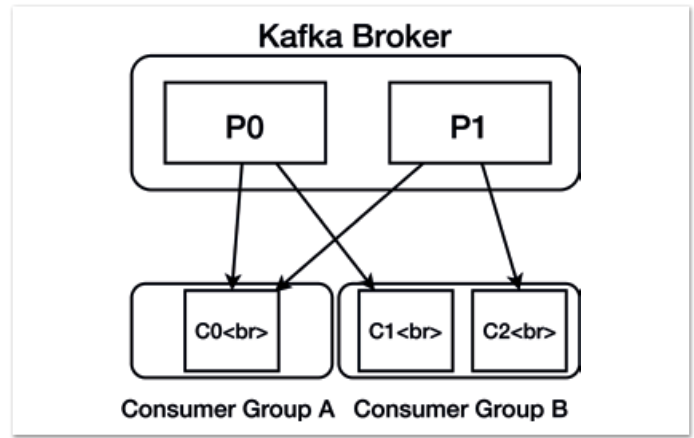 Kafka Broker
P0
P1
C0<br>
C1<br>
C2<br>
Consumer Group A
Consumer Group B